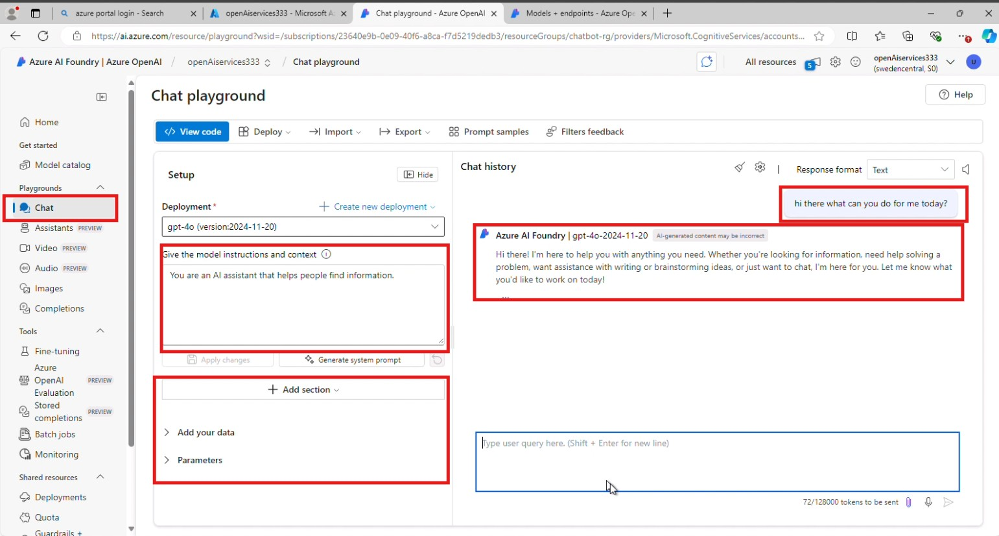 azure portal login - Search
openAiservices333 - Microsoft A
Chat playground - Azure OpenAI
Models + endpoints - Azure Ope
https://ai.azure.com/resource/playground?wsid=/subscriptions/23640e9b-0e09-40f6-a8ca-f7d5219dedb3/resourceGroups/chatbot-rg/providers/Microsoft.CognitiveServices/accounts...
Azure AI Foundry | Azure OpenAI / openAiservices333 / Chat playground
All resources
5
openAiservices333
(swedencentral, S0)
U
Chat playground
Help
Home
Get started
Model catalog
Playgrounds
Chat
Assistants PREVIEW
Video PREVIEW
Audio PREVIEW
Images
Completions
Tools
Fine-tuning
Azure
OpenAI PREVIEW
Evaluation
Stored
completions PREVIEW
Batch jobs
Monitoring
Shared resources
Deployments
Quota
Guardrails +
View code
Deploy
Import
Export
Prompt samples
Filters feedback
Setup
Hide
Deployment *
Create new deployment
gpt-4o (version:2024-11-20)
Give the model instructions and context
You are an AI assistant that helps people find information.
Apply changes
Generate system prompt
Add section
Add your data
Parameters
Chat history
| Response format Text
hi there what can you do for me today?
Azure AI Foundry | gpt-4o-2024-11-20 AI-generated content may be incorrect
Hi there! I'm here to help you with anything you need. Whether you're looking for information, need help solving a
problem, want assistance with writing or brainstorming ideas, or just want to chat, I'm here for you. Let me know what
you'd like to work on today!
Type user query here. (Shift + Enter for new line)
72/128000 tokens to be sent